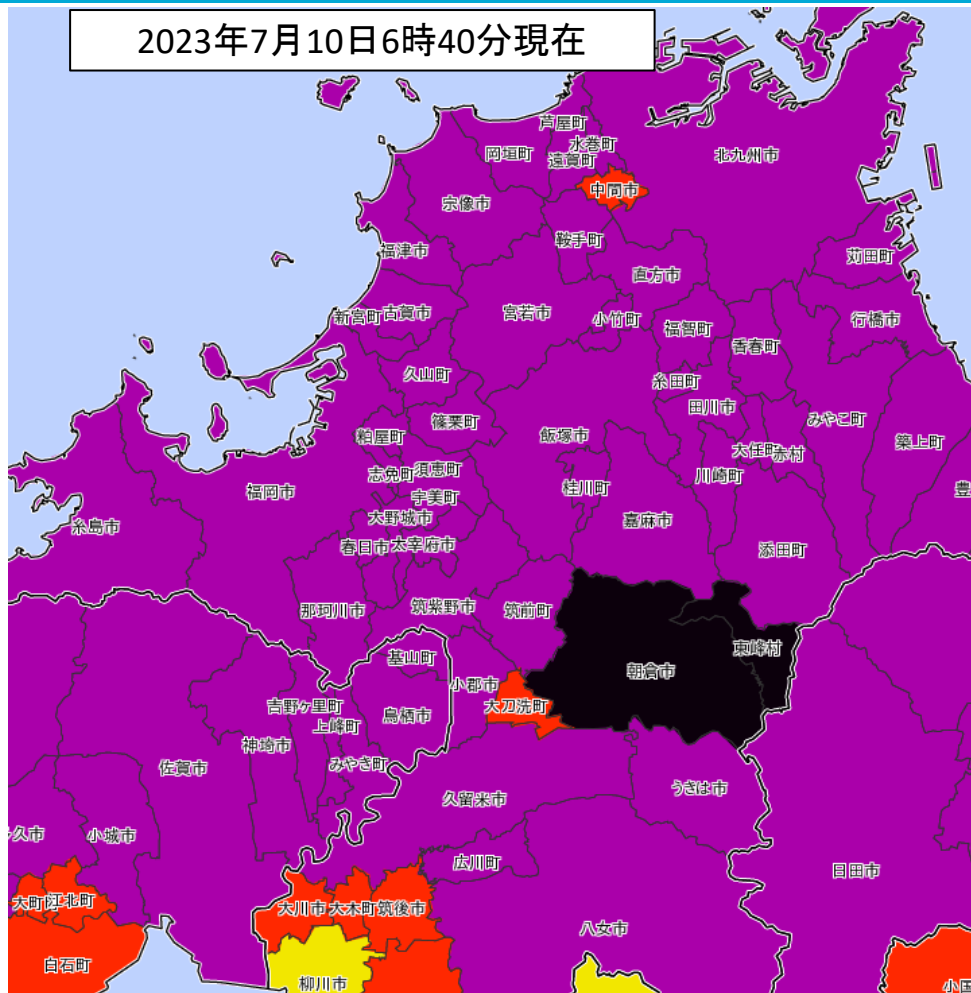 2023年7月10日6時40分現在
芦屋町
水巻町
岡垣町
遠賀町
北九州市
中間市
宗像市
鞍手町
福津市
苅田町
直方市
新宮町
古賀市
宮若市
小竹町
福智町
行橋市
香春町
久山町
糸田町
田川市
篠栗町
みやこ町
粕屋町
飯塚市
大任町
赤村
築上町
志免町
須恵町
川崎町
福岡市
桂川町
豊
宇美町
糸島市
大野城市
嘉麻市
春日市
太宰府市
添田町
那珂川市
筑紫野市
筑前町
東峰村
基山町
朝倉市
小郡市
吉野ヶ里町
大刀洗町
鳥栖市
上峰町
神埼市
みやき町
佐賀市
うきは市
久留米市
久市
小城市
広川町
日田市
大町町
江北町
大川市
大木町
筑後市
八女市
白石町
柳川市
小国